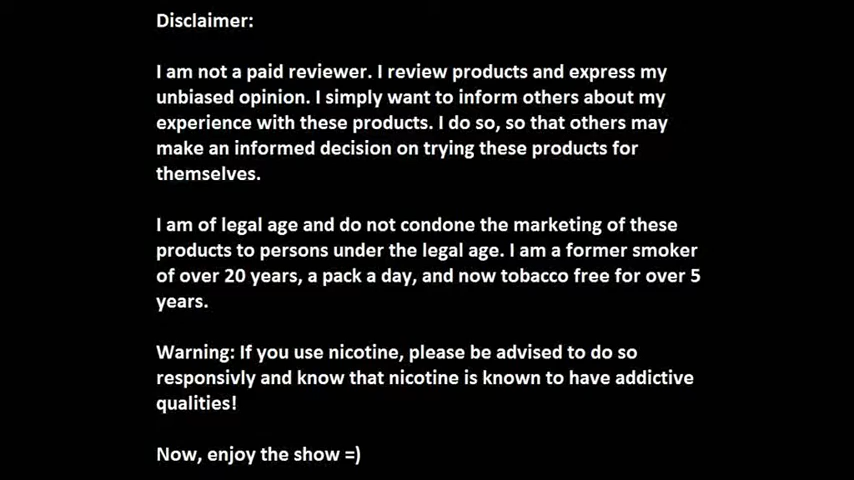 Disclaimer:
I am not a paid reviewer. I review products and express my
unbiased opinion. I simply want to inform others about my
experience with these products. I do so, so that others may
make an informed decision on trying these products for
themselves.
I am of legal age and do not condone the marketing of these
products to persons under the legal age. I am a former smoker
of over 20 years, a pack a day, and now tobacco free for over 5
years.
Warning: If you use nicotine, please be advised to do so
responsivly and know that nicotine is known to have addictive
qualities!
Now, enjoy the show =)